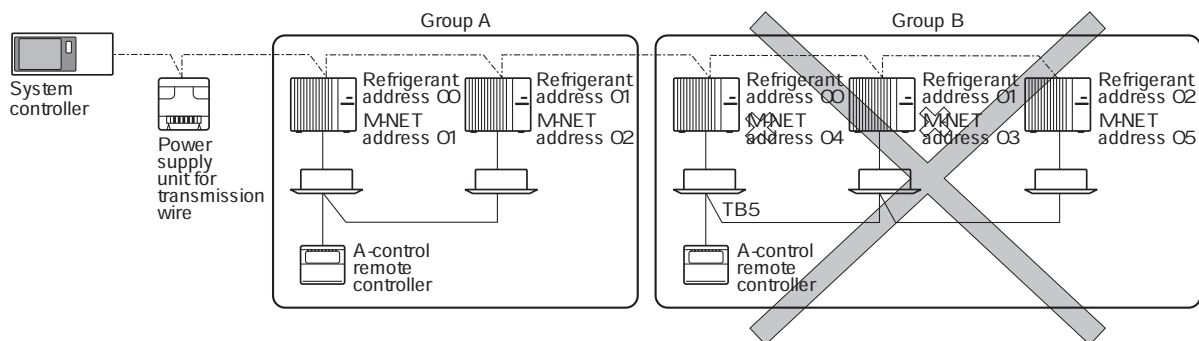 Group A
Group B
System
controller
Power
supply
unit for
transmission
wire
Refrigerant
address 00
M-NET
address 01
Refrigerant
address 01
M-NET
address 02
A-control
remote
controller
Refrigerant
address 00
M-NET
address 04
Refrigerant
address 01
M-NET
address 03
Refrigerant
address 02
M-NET
address 05
TB5
A-control
remote
controller